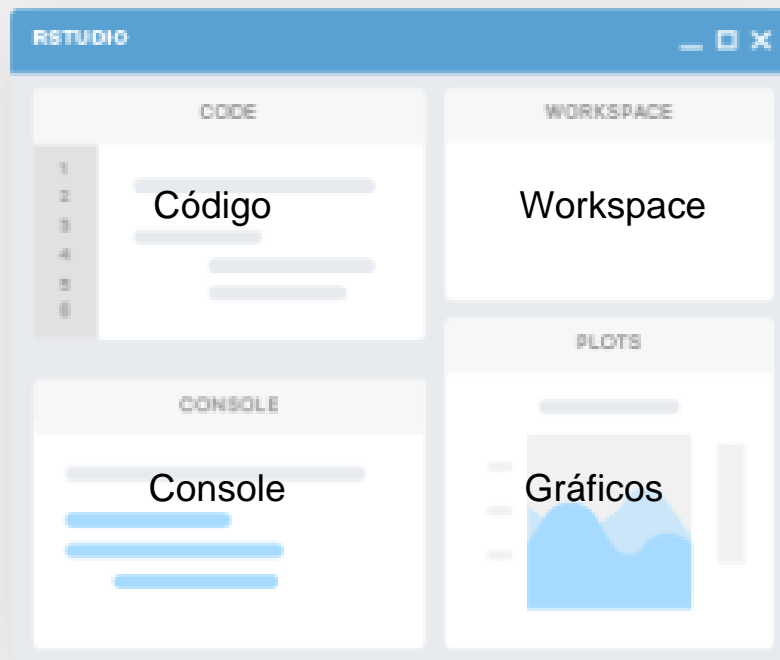 RSTUDIO
CODE
1
2
3
4
5
6
Código
WORKSPACE
Workspace
CONSOLE
Console
PLOTS
Gráficos